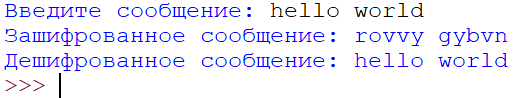 Введите сообщение: hello world
Зашифрованное сообщение: rovvy gybvn
Дешифрованное сообщение: hello world
>>>